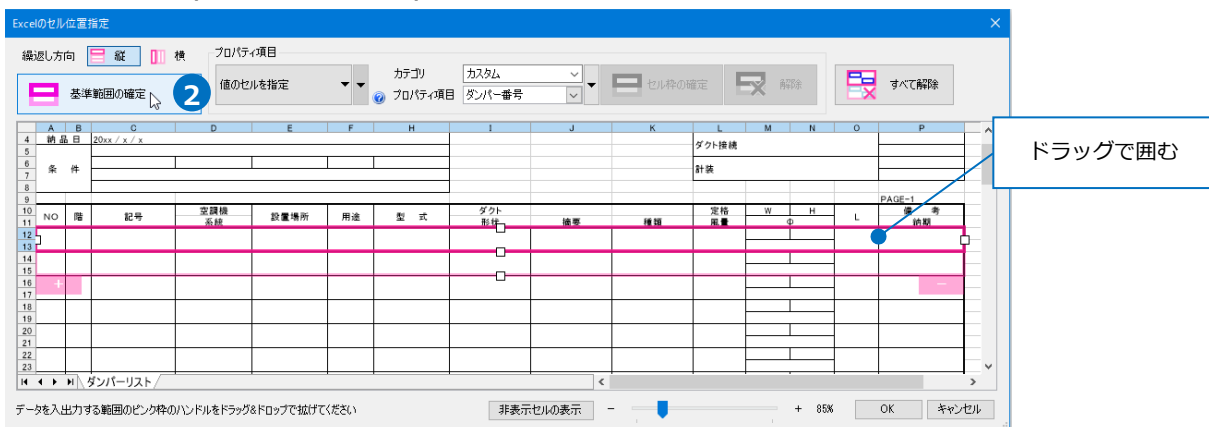 Excelのセル位置指定
繰返し方向 縦 横 プロパティ項目
基準範囲の確定 2 値のセルを指定 カテゴリ カスタム セル枠の確定 解除 すべて解除
プロパティ項目 ダンパー番号
A B C D E F H I J K L M N O P
4 納品日 20xx / x / x
5 ダクト接続
6 条 件
7 計装
8
9 PAGE-1
10 NO 階 記号 空調機 設置場所 用途 型 式 ダクト 摘要 種類 定格 W H L 備 考
11 系統 形状 風量 Φ 納期
12
13
14
15
16 + −
17
18
19
20
21
22
23
ダンパーリスト
データを入出力する範囲のピンク枠のハンドルをドラッグ&ドロップで拡げてください 非表示セルの表示 − + 85% OK キャンセル
ドラッグで囲む